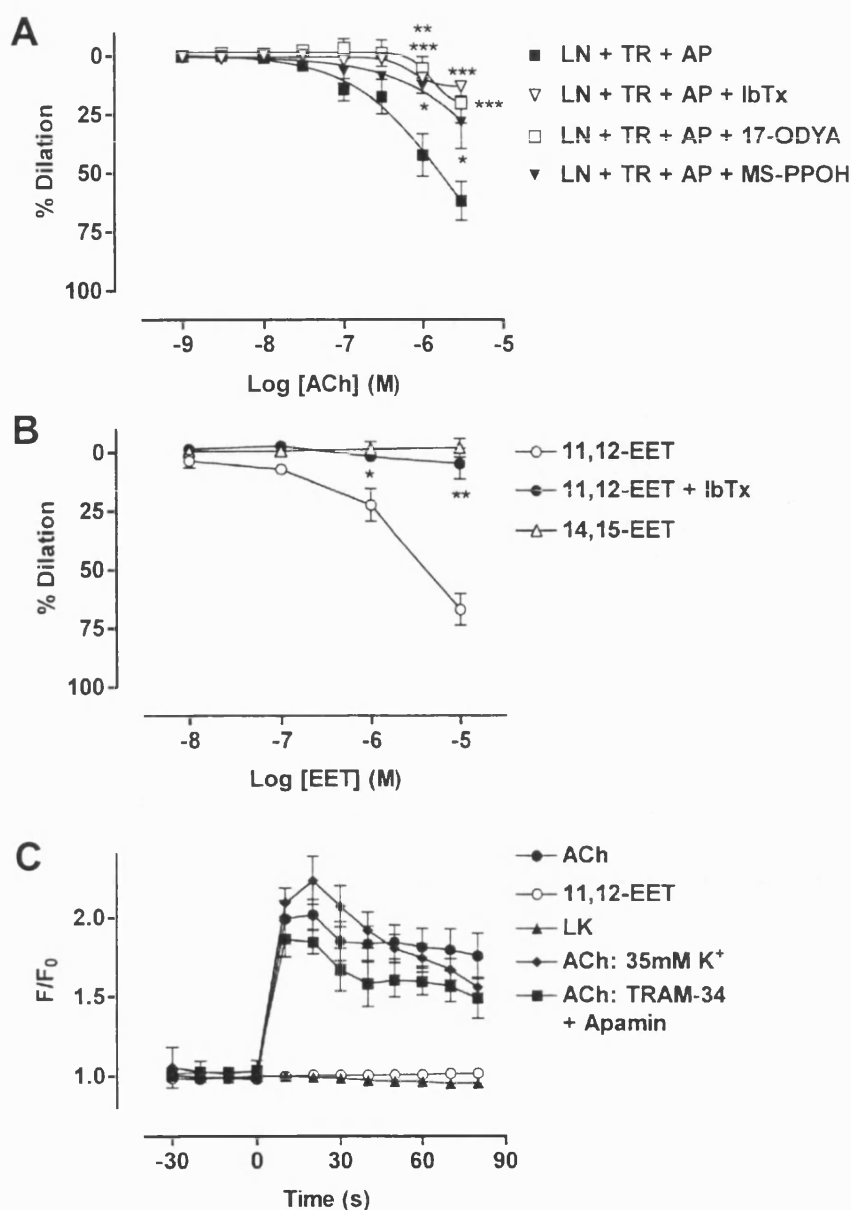 A
**
***
***
***
*
*
0
25
50
75
100
% Dilation
-9 -8 -7 -6 -5
Log [ACh] (M)
LN + TR + AP
LN + TR + AP + IbTx
LN + TR + AP + 17-ODYA
LN + TR + AP + MS-PPOH
B
*
**
0
25
50
75
100
% Dilation
-8 -7 -6 -5
Log [EET] (M)
11,12-EET
11,12-EET + IbTx
14,15-EET
C
2.0
1.5
1.0
F/F₀
-30 0 30 60 90
Time (s)
ACh
11,12-EET
LK
ACh: 35mM K⁺
ACh: TRAM-34
+ Apamin